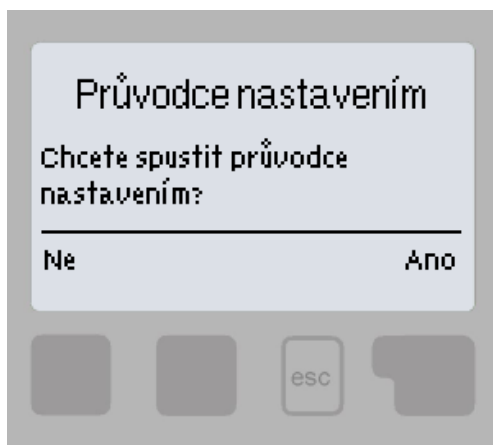 Průvodce nastavením
Chcete spustit průvodce
nastavením?
Ne Ano
esc